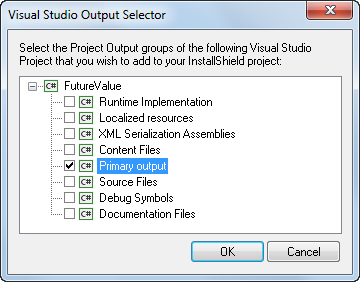 Visual Studio Output Selector
Select the Project Output groups of the following Visual Studio
Project that you wish to add to your InstallShield project:
C# FutureValue
C# Runtime Implementation
C# Localized resources
C# XML Serialization Assemblies
C# Content Files
C# Primary output
C# Source Files
C# Debug Symbols
C# Documentation Files
OK Cancel